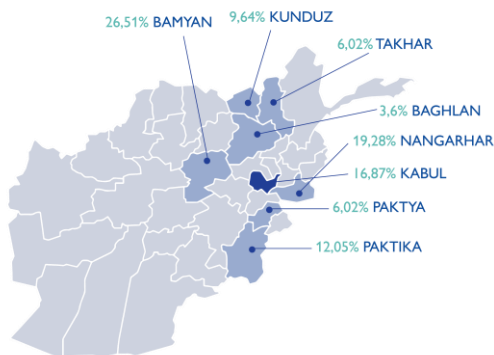 26,51% BAMYAN
9,64% KUNDUZ
6,02% TAKHAR
3,6% BAGHLAN
19,28% NANGARHAR
16,87% KABUL
6,02% PAKTYA
12,05% PAKTIKA